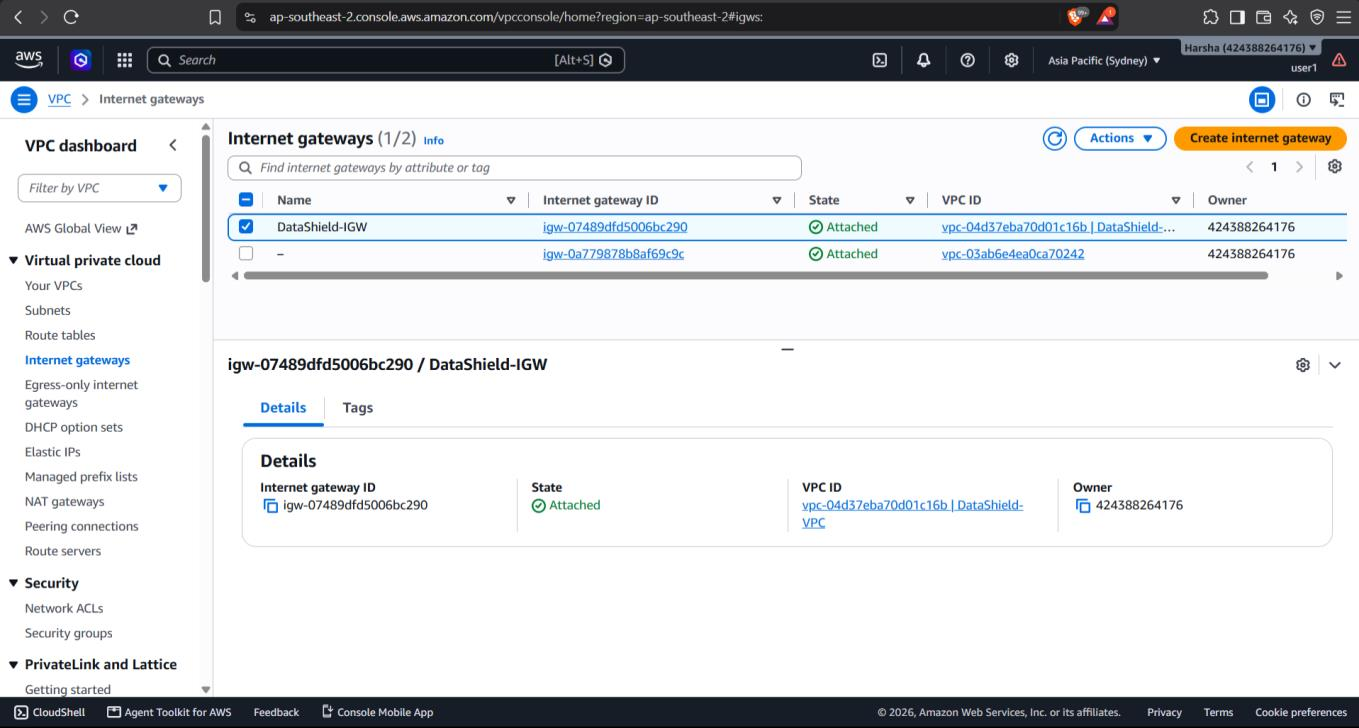 ap-southeast-2.console.aws.amazon.com/vpcconsole/home?region=ap-southeast-2#igws:
99+
1
aws
Search
[Alt+S]
Asia Pacific (Sydney) ▼
Harsha (424388264176) ▼
user1
VPC > Internet gateways
VPC dashboard
Filter by VPC
AWS Global View
Virtual private cloud
Your VPCs
Subnets
Route tables
Internet gateways
Egress-only internet
gateways
DHCP option sets
Elastic IPs
Managed prefix lists
NAT gateways
Peering connections
Route servers
Security
Network ACLs
Security groups
PrivateLink and Lattice
Getting started
Internet gateways (1/2) Info
Actions ▼
Create internet gateway
Find internet gateways by attribute or tag
1
Name Internet gateway ID State VPC ID Owner
DataShield-IGW igw-07489dfd5006bc290 Attached vpc-04d37eba70d01c16b | DataShield-... 424388264176
– igw-0a779878b8af69c9c Attached vpc-03ab6e4ea0ca70242 424388264176
igw-07489dfd5006bc290 / DataShield-IGW
Details Tags
Details
Internet gateway ID State VPC ID Owner
igw-07489dfd5006bc290 Attached vpc-04d37eba70d01c16b | DataShield- 424388264176
VPC
CloudShell Agent Toolkit for AWS Feedback Console Mobile App © 2026, Amazon Web Services, Inc. or its affiliates. Privacy Terms Cookie preferences